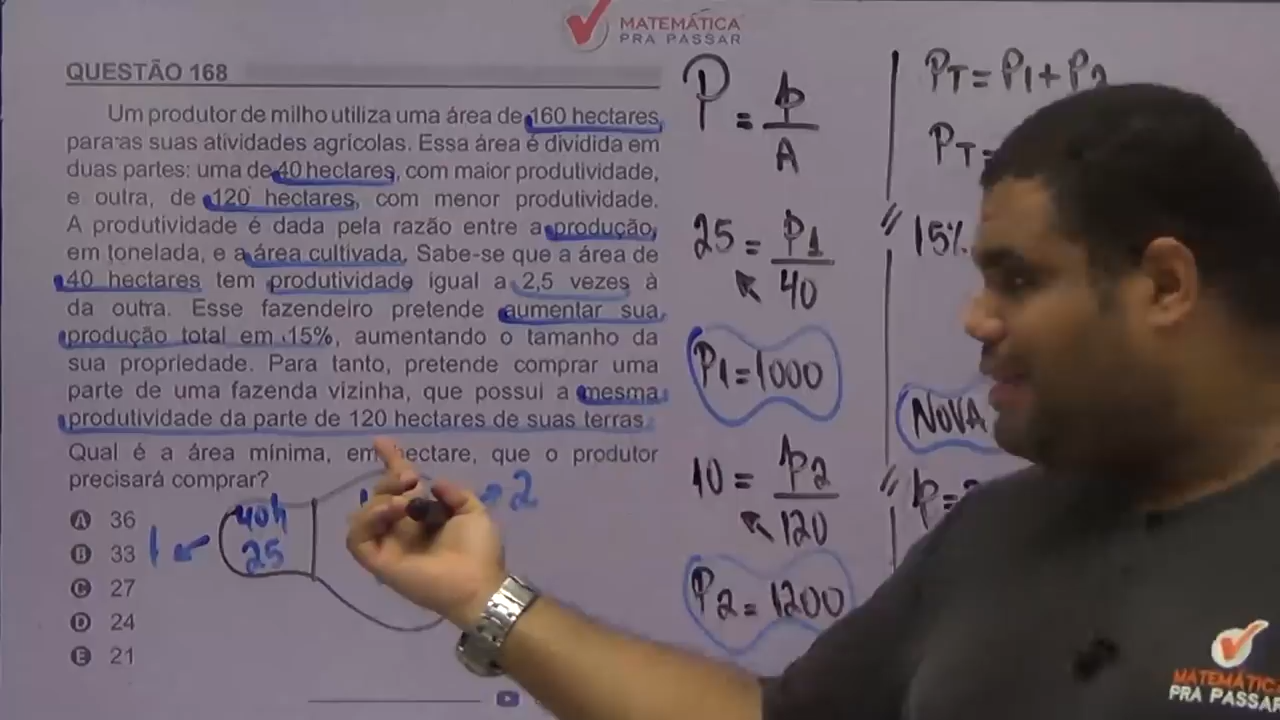 MATEMÁTICA
PRA PASSAR
QUESTÃO 168
Um produtor de milho utiliza uma área de 160 hectares
para as suas atividades agrícolas. Essa área é dividida em
duas partes: uma de 40 hectares, com maior produtividade,
e outra, de 120 hectares, com menor produtividade.
A produtividade é dada pela razão entre a produção,
em tonelada, e a área cultivada. Sabe-se que a área de
40 hectares tem produtividade igual a 2,5 vezes à
da outra. Esse fazendeiro pretende aumentar sua
produção total em 15%, aumentando o tamanho da
sua propriedade. Para tanto, pretende comprar uma
parte de uma fazenda vizinha, que possui a mesma
produtividade da parte de 120 hectares de suas terras.
Qual é a área mínima, em hectare, que o produtor
precisará comprar?
A 36
B 33
C 27
D 24
E 21
40h
25
1
2
P = p
A
25 = P1
40
P1 = 1000
10 = p2
120
P2 = 1200
PT = P1 + P2
PT =
15%
NOVA
p =
MATEMÁTICA
PRA PASSAR